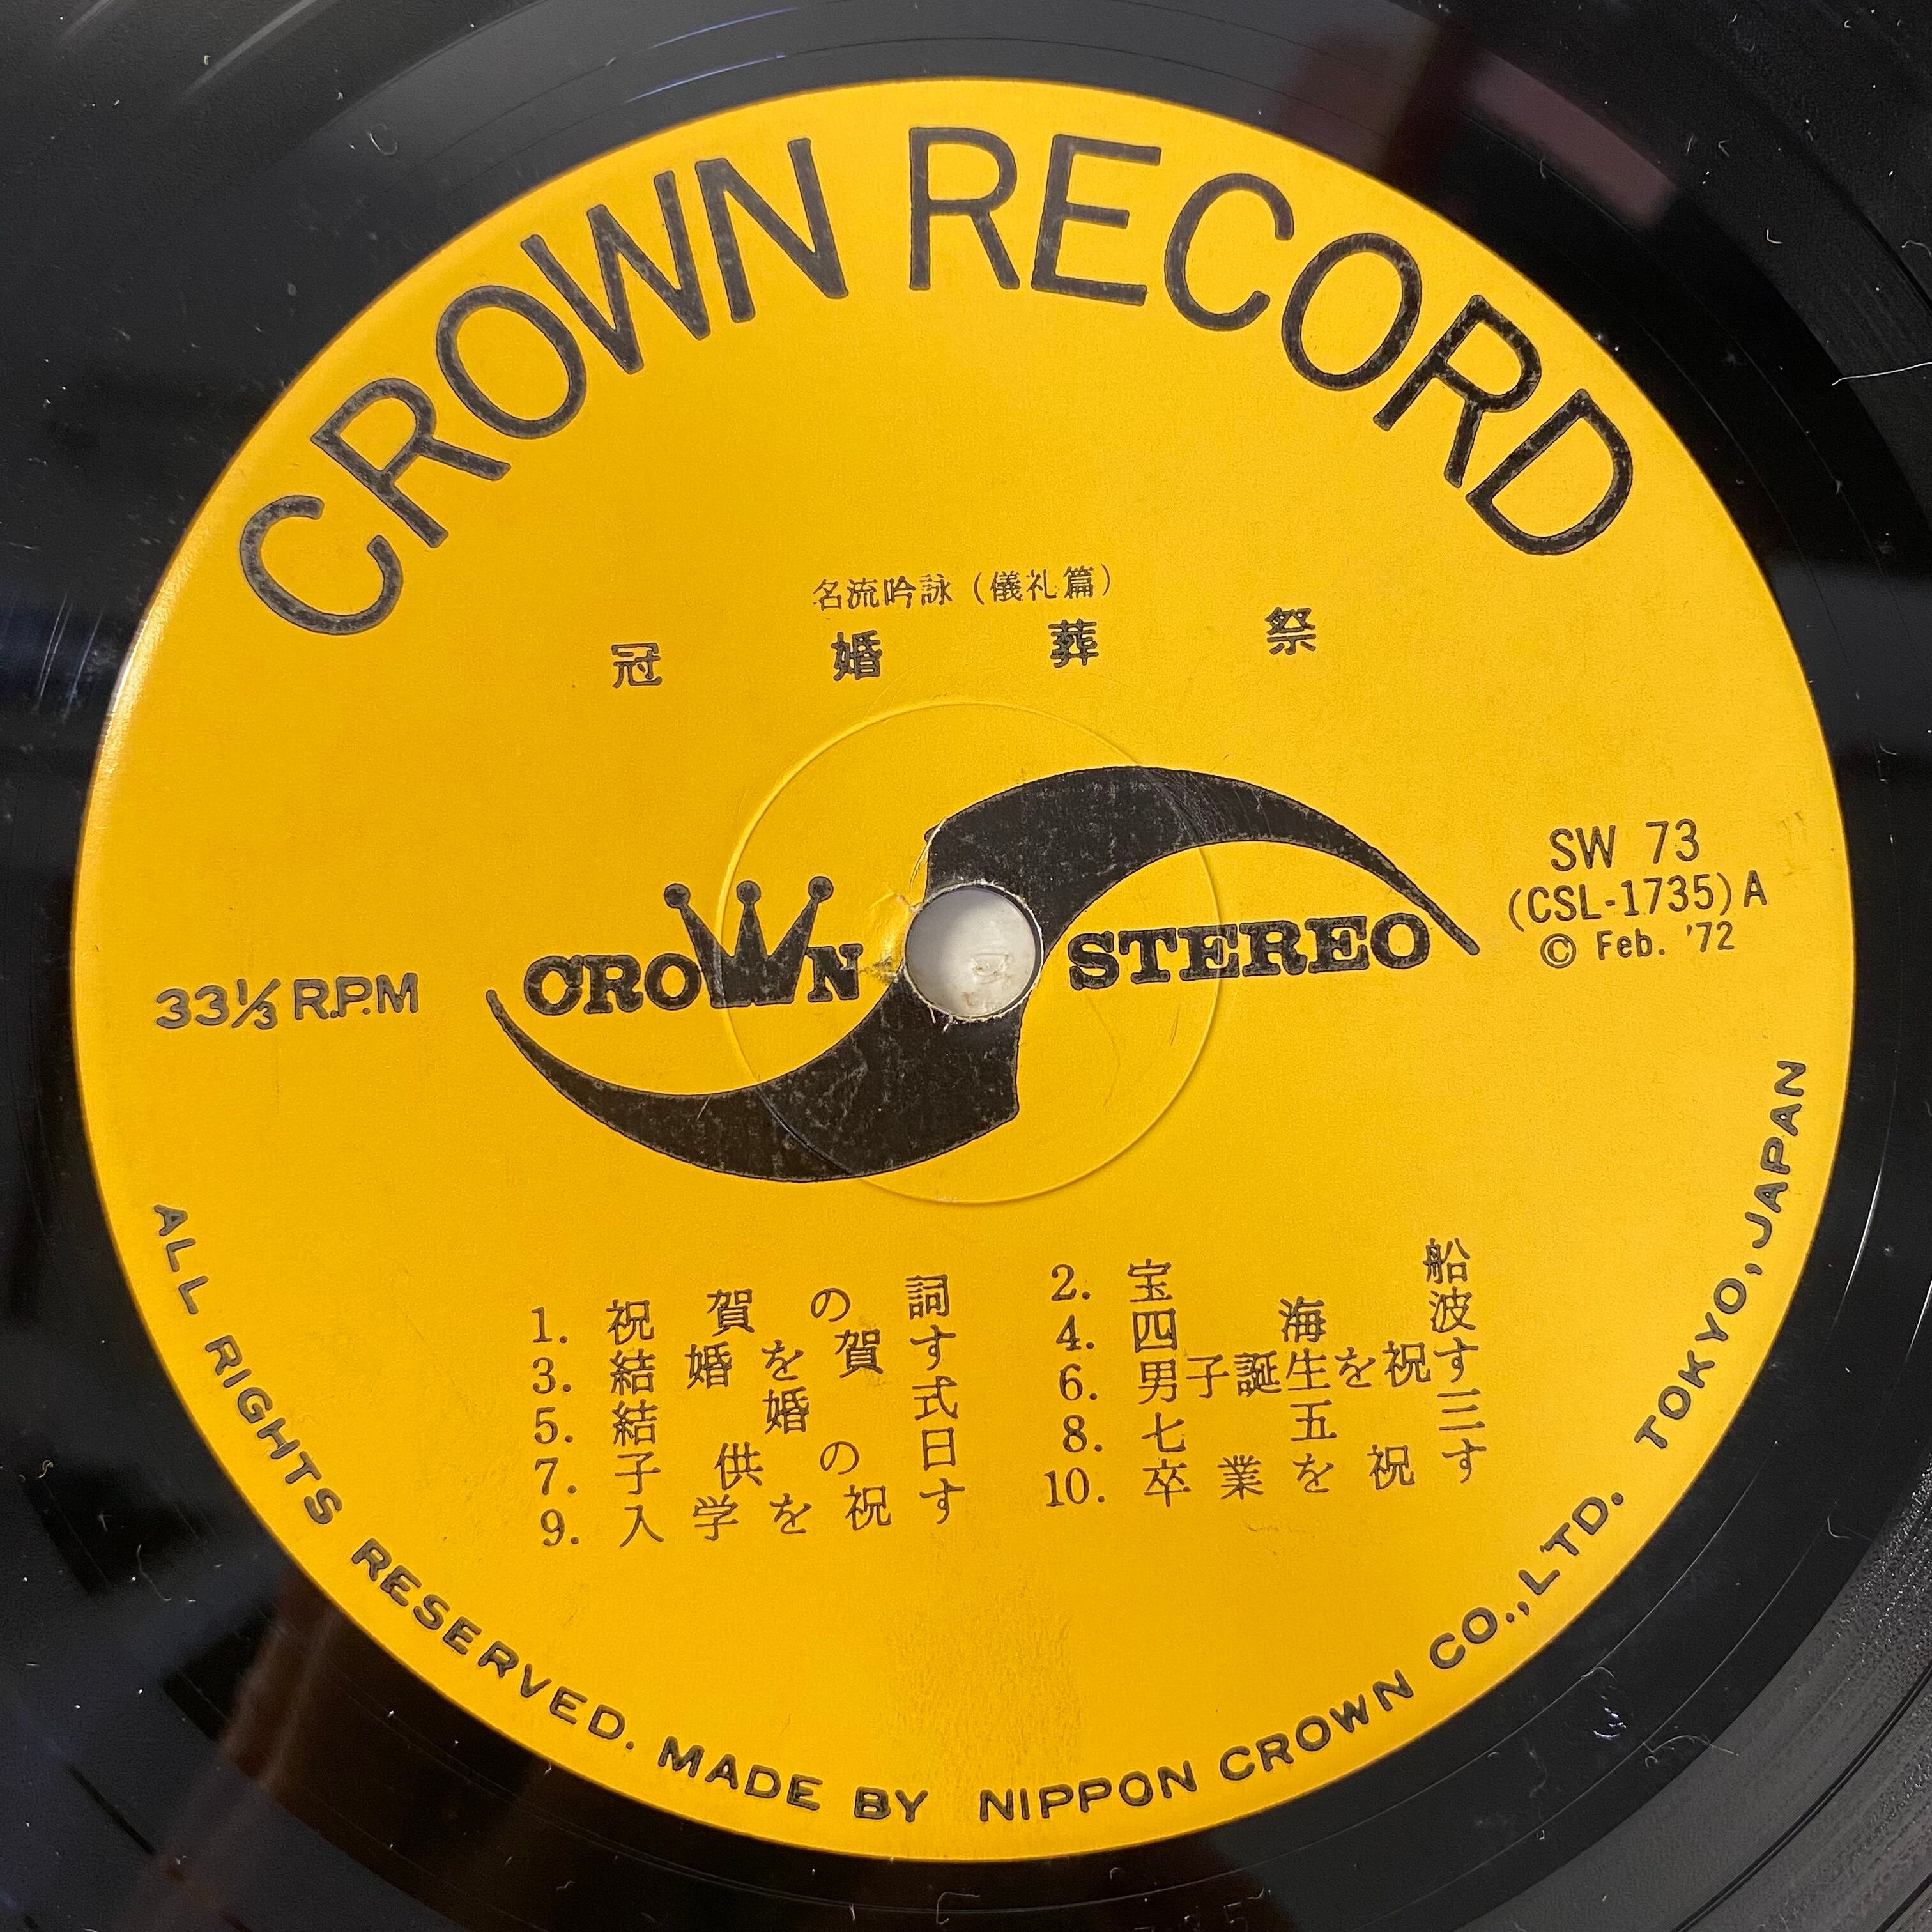 CROWN RECORD
名流吟詠(儀礼篇)
冠婚葬祭
SW 73
(CSL-1735) A
© Feb. '72
CROWN STEREO
33⅓ R.P.M
1. 祝賀の詞
2. 宝船
3. 結婚を賀す
4. 四海波
5. 結婚式
6. 男子誕生を祝す
7. 子供の日
8. 七五三
9. 入学を祝す
10. 卒業を祝す
ALL RIGHTS RESERVED. MADE BY NIPPON CROWN CO.,LTD. TOKYO, JAPAN